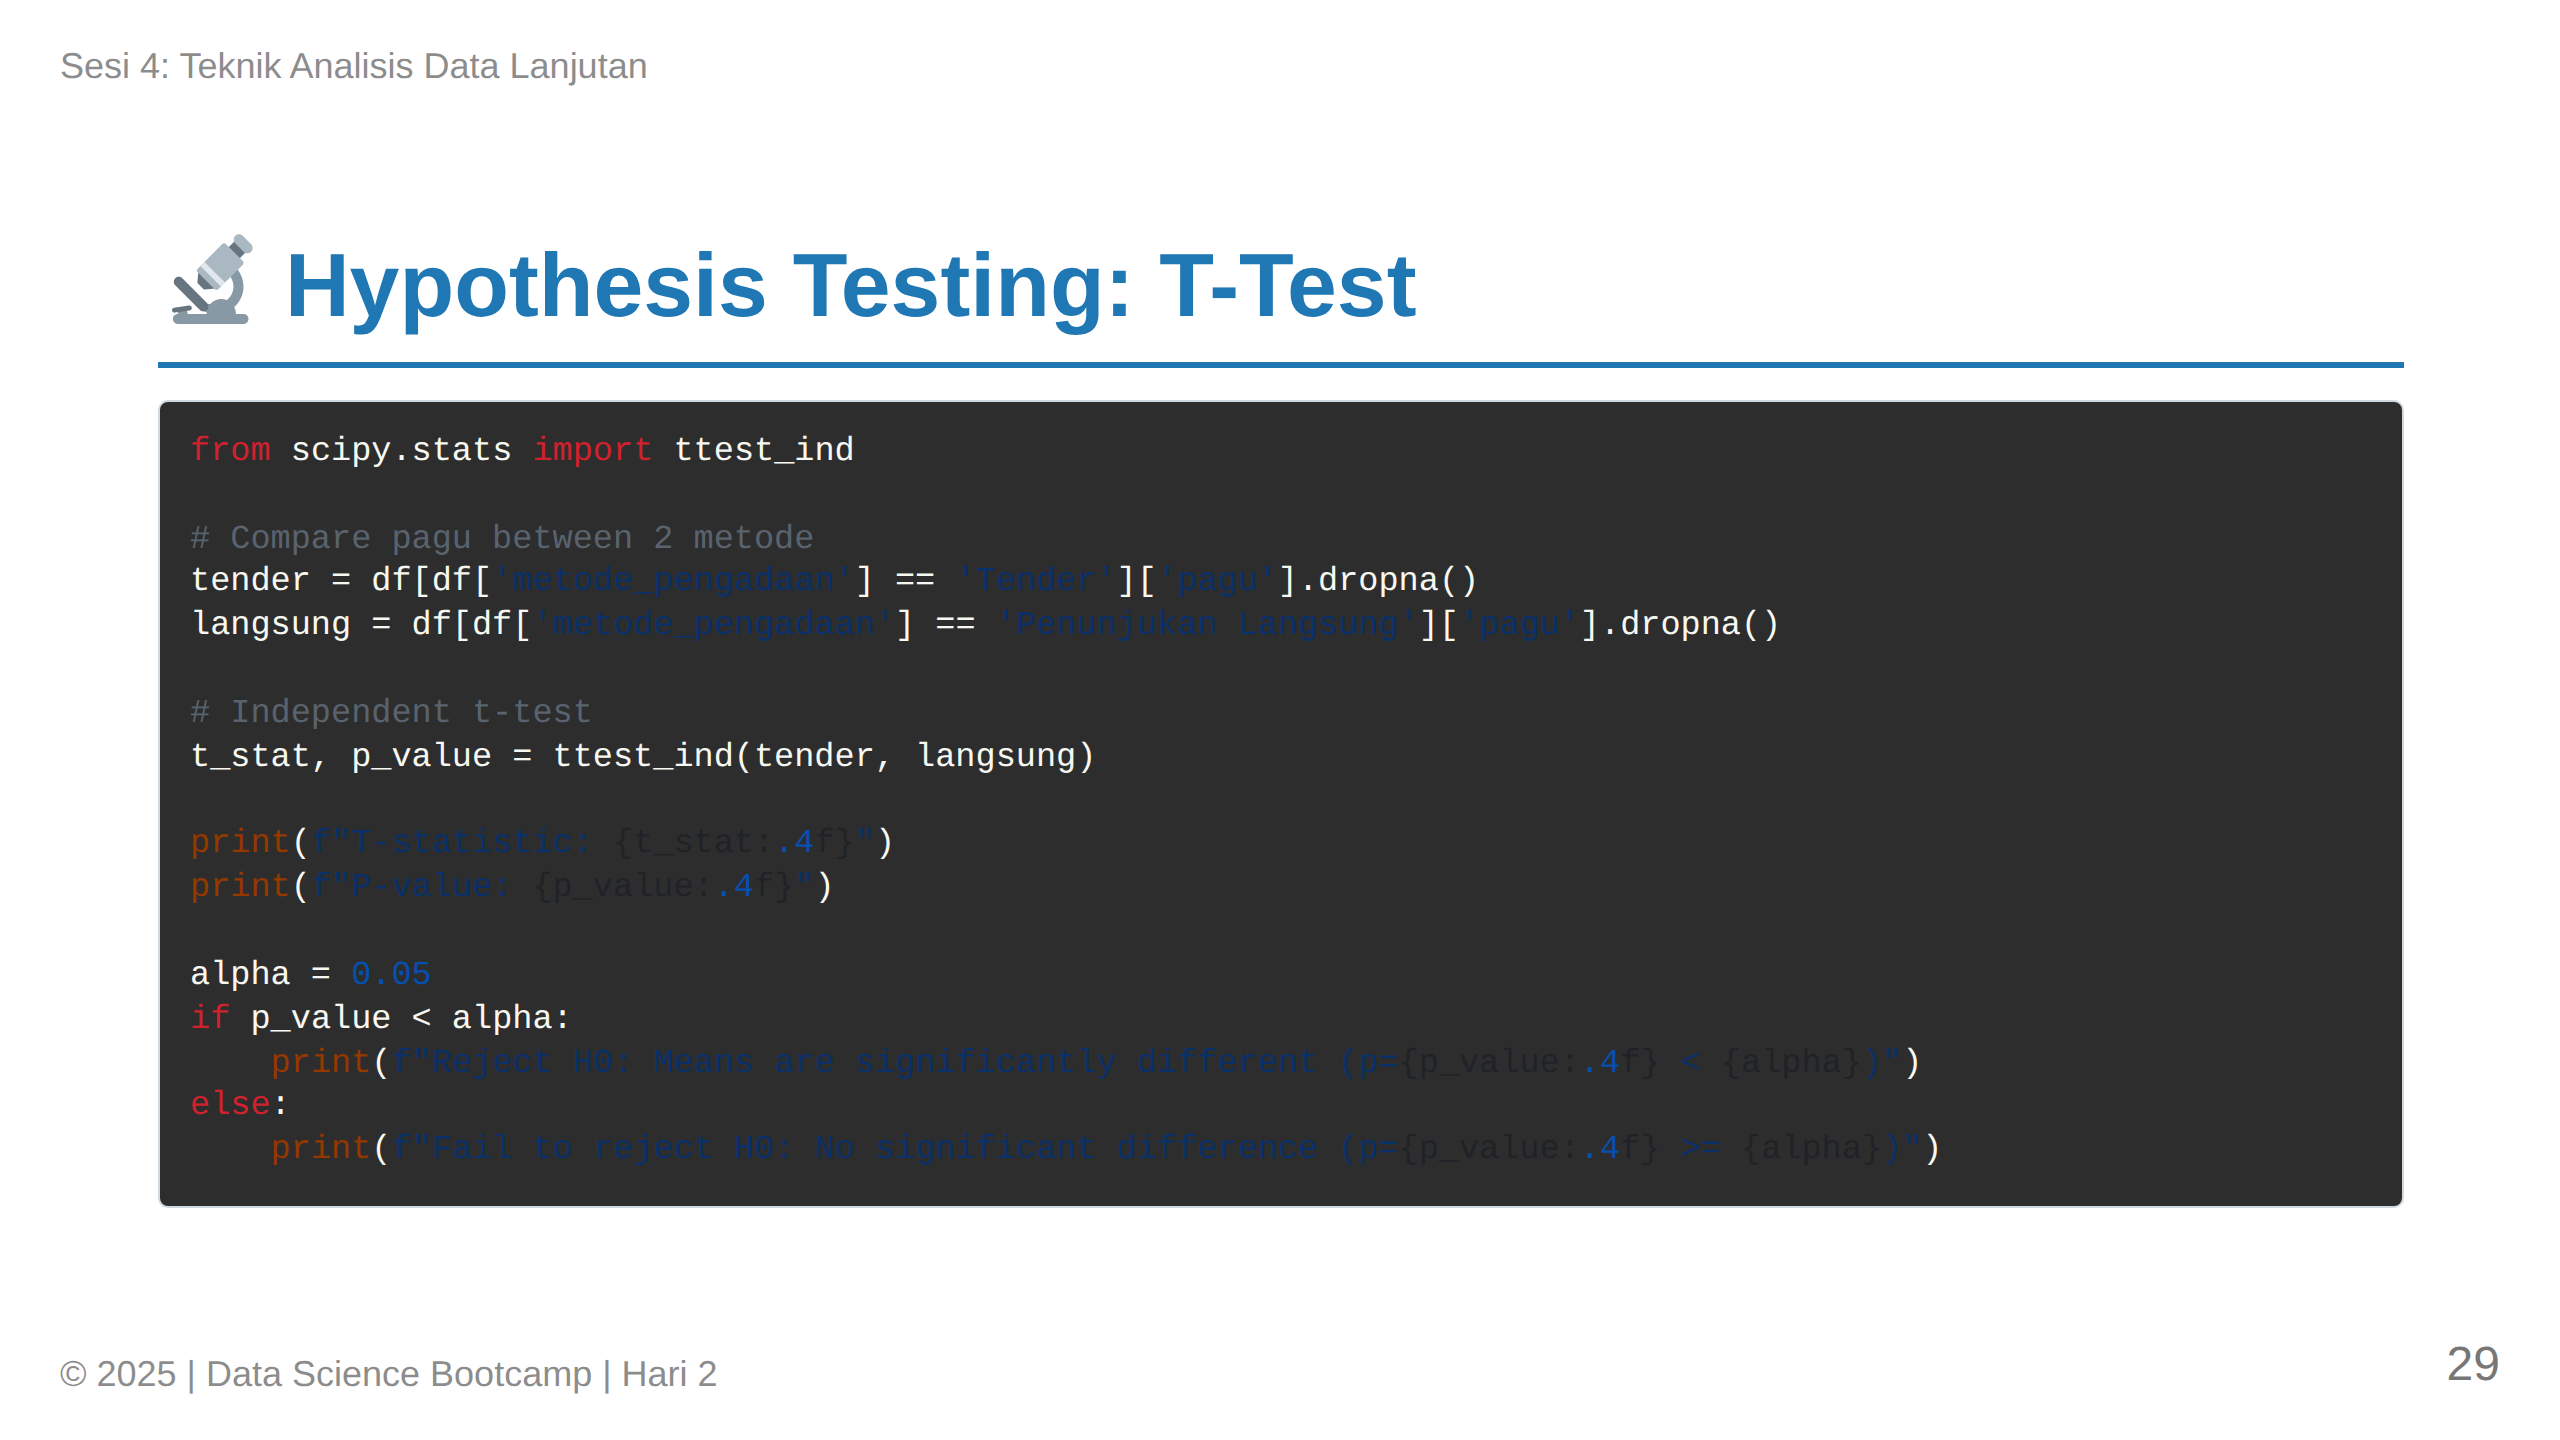 Sesi 4: Teknik Analisis Data Lanjutan
Hypothesis Testing: T-Test
from scipy.stats import ttest_ind
# Compare pagu between 2 metode
tender = df[df['metode_pengadaan'] == 'Tender']['pagu'].dropna()
langsung = df[df['metode_pengadaan'] == 'Penunjukan Langsung']['pagu'].dropna()
# Independent t-test
t_stat, p_value = ttest_ind(tender, langsung)
print(f"T-statistic: {t_stat:.4f}")
print(f"P-value: {p_value:.4f}")
alpha = 0.05
if p_value < alpha:
    print(f"Reject H0: Means are significantly different (p={p_value:.4f} < {alpha})")
else:
    print(f"Fail to reject H0: No significant difference (p={p_value:.4f} >= {alpha})")
© 2025 | Data Science Bootcamp | Hari 2
29